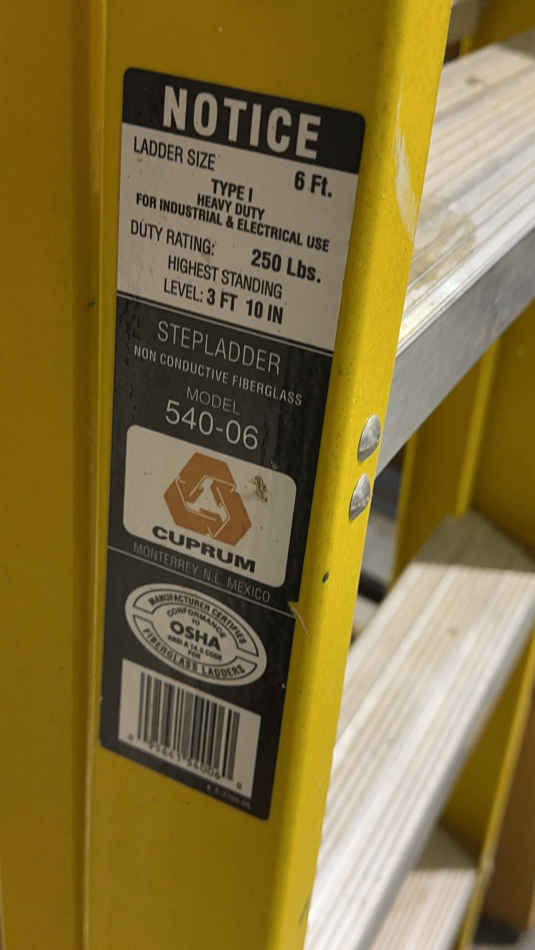 NOTICE
LADDER SIZE 6 Ft.
TYPE I
HEAVY DUTY
FOR INDUSTRIAL & ELECTRICAL USE
DUTY RATING: 250 Lbs.
HIGHEST STANDING
LEVEL: 3 FT 10 IN
STEPLADDER
NON CONDUCTIVE FIBERGLASS
MODEL
540-06
CUPRUM
MONTERREY N.L. MEXICO
MANUFACTURER CERTIFIES
CONFORMANCE
TO
OSHA
CODE
FOR
FIBERGLASS LADDERS